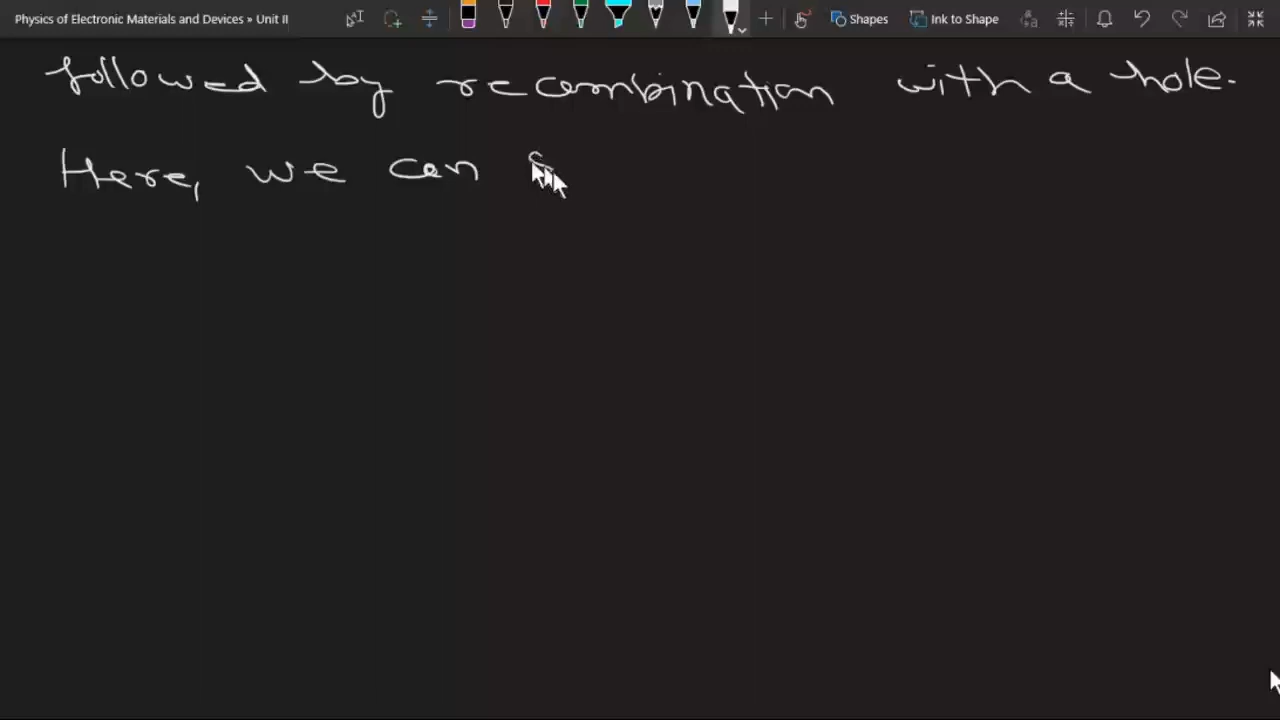 Physics of Electronic Materials and Devices » Unit II
Shapes
Ink to Shape
followed by recombination with a hole.
Here, we can